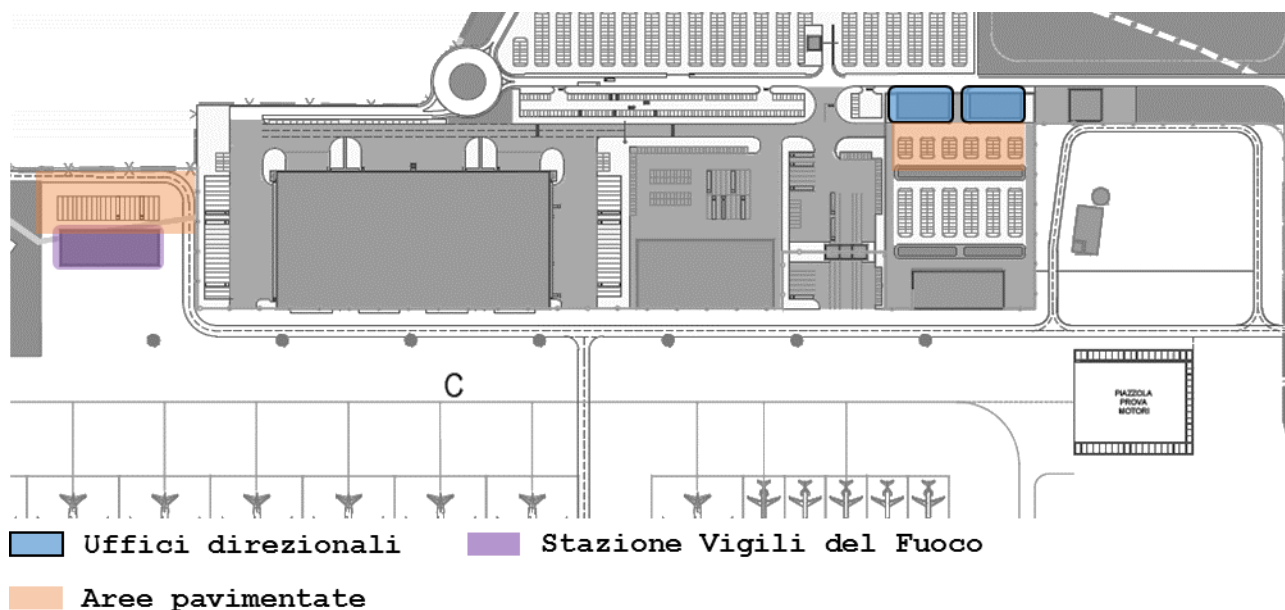 C
PIAZZOLA
PROVA
MOTORI
Uffici direzionali
Stazione Vigili del Fuoco
Aree pavimentate